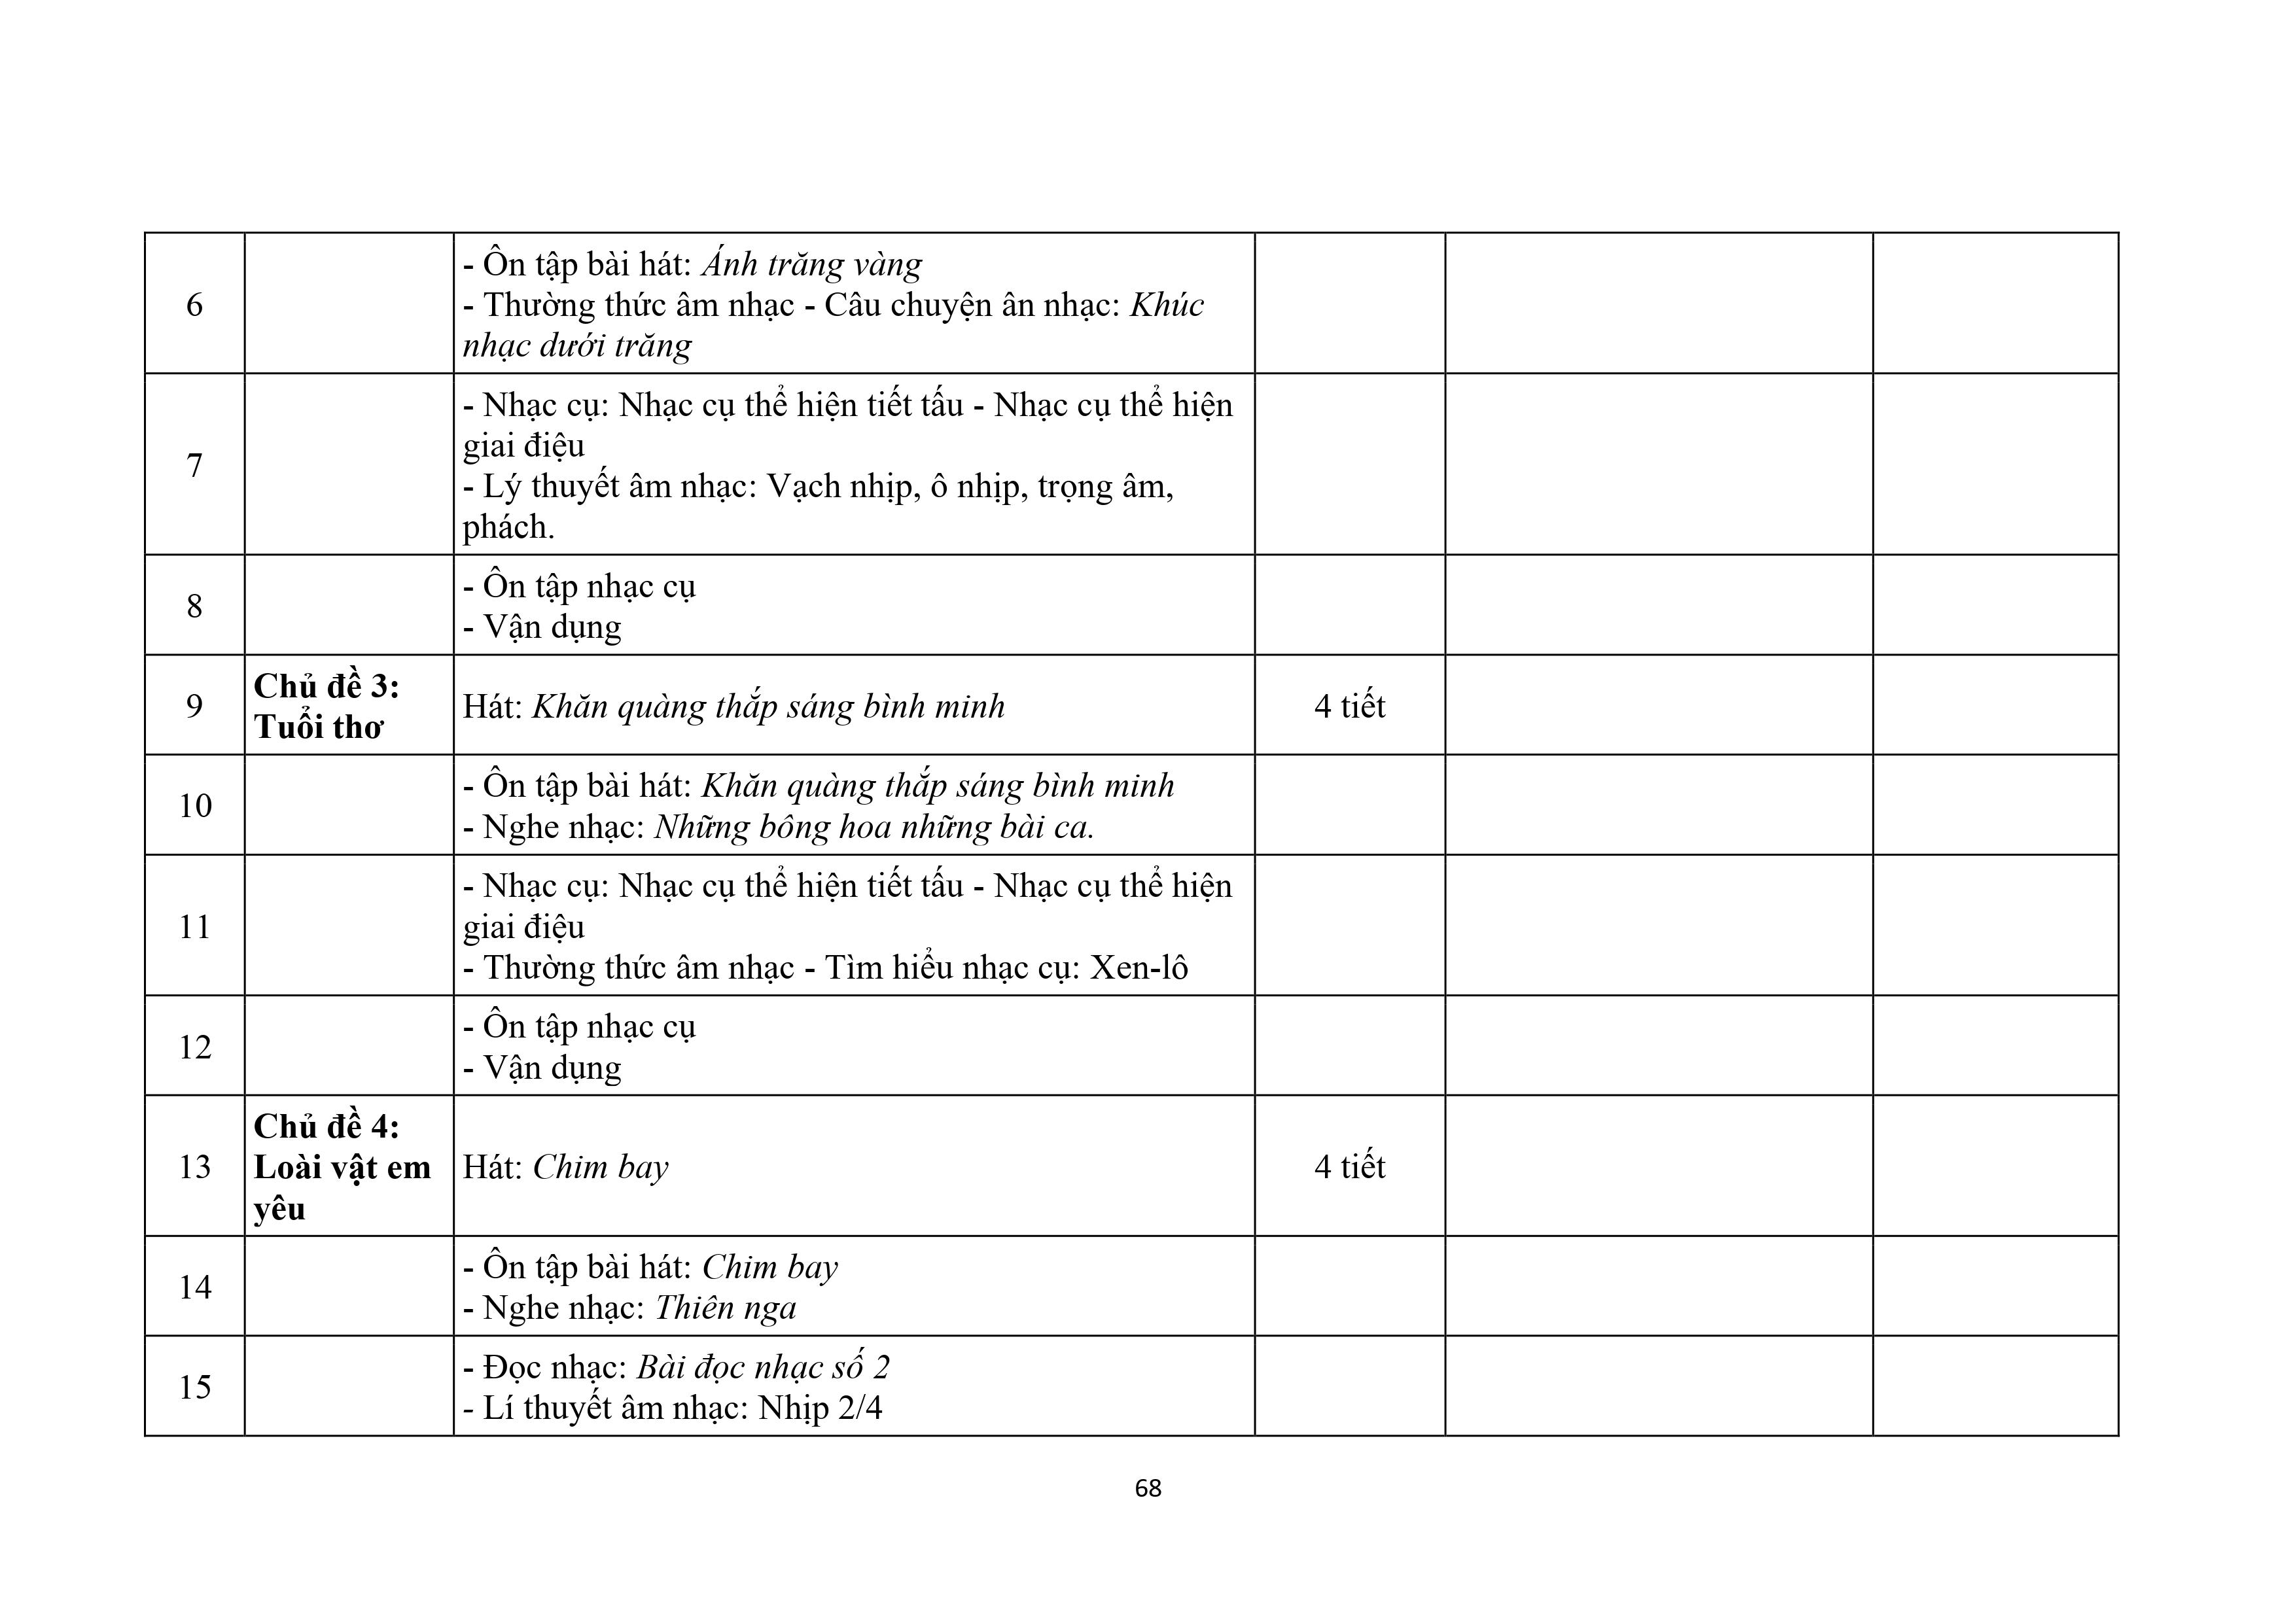 6
- Ôn tập bài hát: Ánh trăng vàng
- Thường thức âm nhạc - Câu chuyện ân nhạc: Khúc
nhạc dưới trăng
7
- Nhạc cụ: Nhạc cụ thể hiện tiết tấu - Nhạc cụ thể hiện
giai điệu
- Lý thuyết âm nhạc: Vạch nhịp, ô nhịp, trọng âm,
phách.
8
- Ôn tập nhạc cụ
- Vận dụng
9
Chủ đề 3:
Tuổi thơ
Hát: Khăn quàng thắp sáng bình minh
4 tiết
10
- Ôn tập bài hát: Khăn quàng thắp sáng bình minh
- Nghe nhạc: Những bông hoa những bài ca.
11
- Nhạc cụ: Nhạc cụ thể hiện tiết tấu - Nhạc cụ thể hiện
giai điệu
- Thường thức âm nhạc - Tìm hiểu nhạc cụ: Xen-lô
12
- Ôn tập nhạc cụ
- Vận dụng
13
Chủ đề 4:
Loài vật em
yêu
Hát: Chim bay
4 tiết
14
- Ôn tập bài hát: Chim bay
- Nghe nhạc: Thiên nga
15
- Đọc nhạc: Bài đọc nhạc số 2
- Lí thuyết âm nhạc: Nhịp 2/4
68